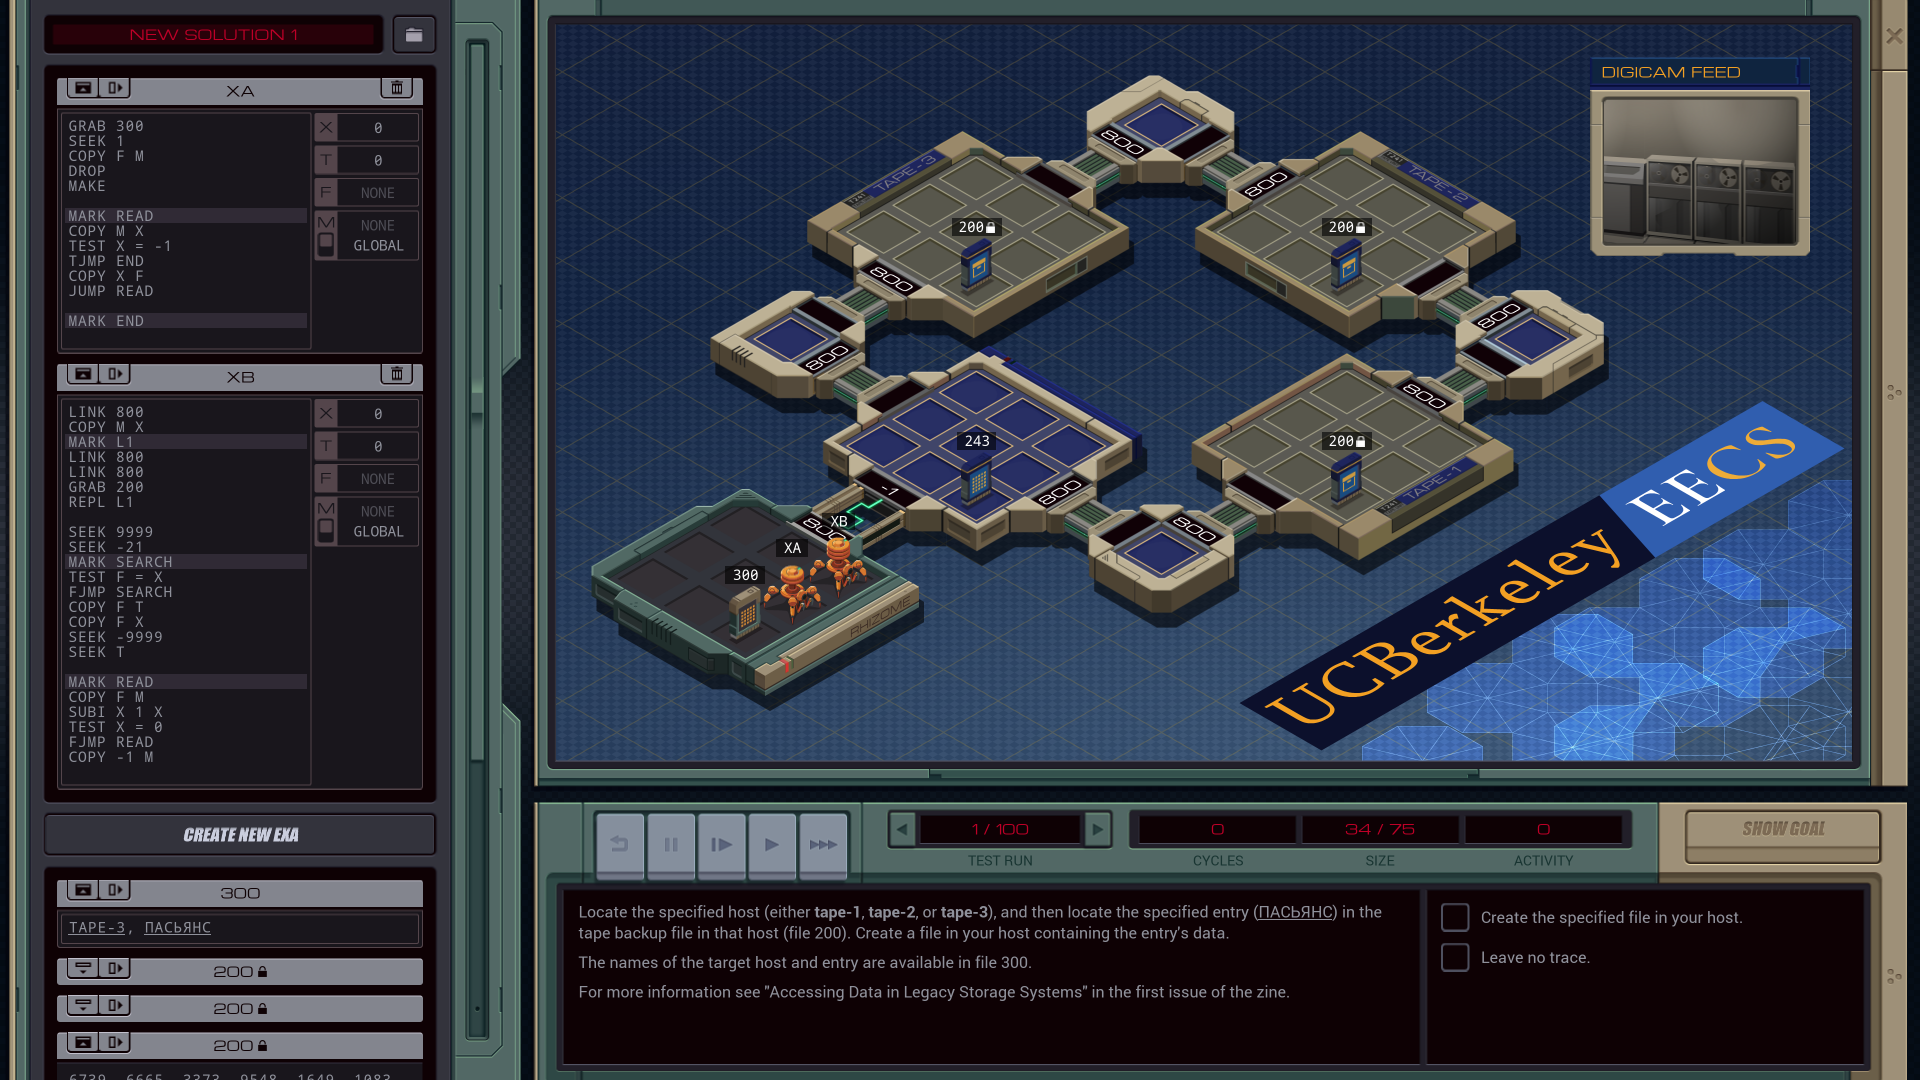 NEW SOLUTION 1
XA
GRAB 300
SEEK 1
COPY F M
DROP
MAKE
MARK READ
COPY M X
TEST X = -1
TJMP END
COPY X F
JUMP READ
MARK END
X 0
T 0
F NONE
M NONE
GLOBAL
XB
LINK 800
COPY M X
MARK L1
LINK 800
LINK 800
GRAB 200
REPL L1
SEEK 9999
SEEK -21
MARK SEARCH
TEST F = X
FJMP SEARCH
COPY F T
COPY F X
SEEK -9999
SEEK T
MARK READ
COPY F M
SUBI X 1 X
TEST X = 0
FJMP READ
COPY -1 M
X 0
T 0
F NONE
M NONE
GLOBAL
CREATE NEW EXA
300
TAPE-3, ПАСЬЯНС
200
200
200
6739 6665 3373 9548 1649 1083
DIGICAM FEED
800
TAPE-3
800
TAPE-2
200
200
800
800
800
800
243
200
-1
800
800
TAPE-1
800
XB
XA
300
RHIZOME
UCBerkeley
EECS
1 / 100
TEST RUN
0
CYCLES
34 / 75
SIZE
0
ACTIVITY
SHOW GOAL
Locate the specified host (either tape-1, tape-2, or tape-3), and then locate the specified entry (ПАСЬЯНС) in the
tape backup file in that host (file 200). Create a file in your host containing the entry's data.
The names of the target host and entry are available in file 300.
For more information see "Accessing Data in Legacy Storage Systems" in the first issue of the zine.
Create the specified file in your host.
Leave no trace.